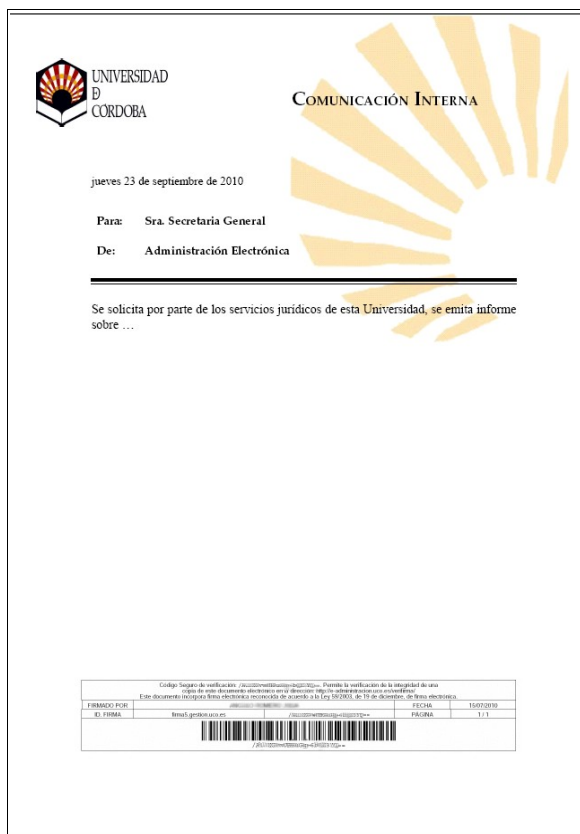 UNIVERSIDAD
Ð
CÓRDOBA
COMUNICACIÓN INTERNA
jueves 23 de septiembre de 2010
Para: Sra. Secretaria General
De: Administración Electrónica
Se solicita por parte de los servicios jurídicos de esta Universidad, se emita informe
sobre …
Código Seguro de verificación: Permite la verificación de la integridad de una
copia de este documento electrónico en la dirección: http://e-administracion.uco.es/verifirma/
Este documento incorpora firma electrónica reconocida de acuerdo a la Ley 59/2003, de 19 de diciembre, de firma electrónica.
FIRMADO POR FECHA 15/07/2010
ID. FIRMA firma5.gestion.uco.es PÁGINA 1 / 1